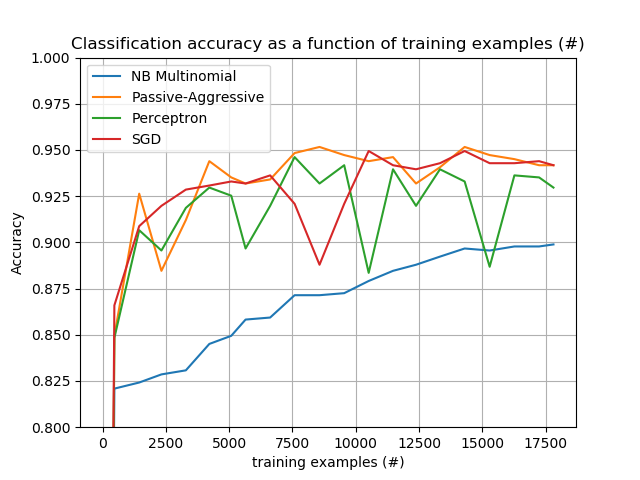 Classification accuracy as a function of training examples (#)
1.000
0.975
0.950
0.925
0.900
0.875
0.850
0.825
0.800
Accuracy
NB Multinomial
Passive-Aggressive
Perceptron
SGD
0 2500 5000 7500 10000 12500 15000 17500
training examples (#)